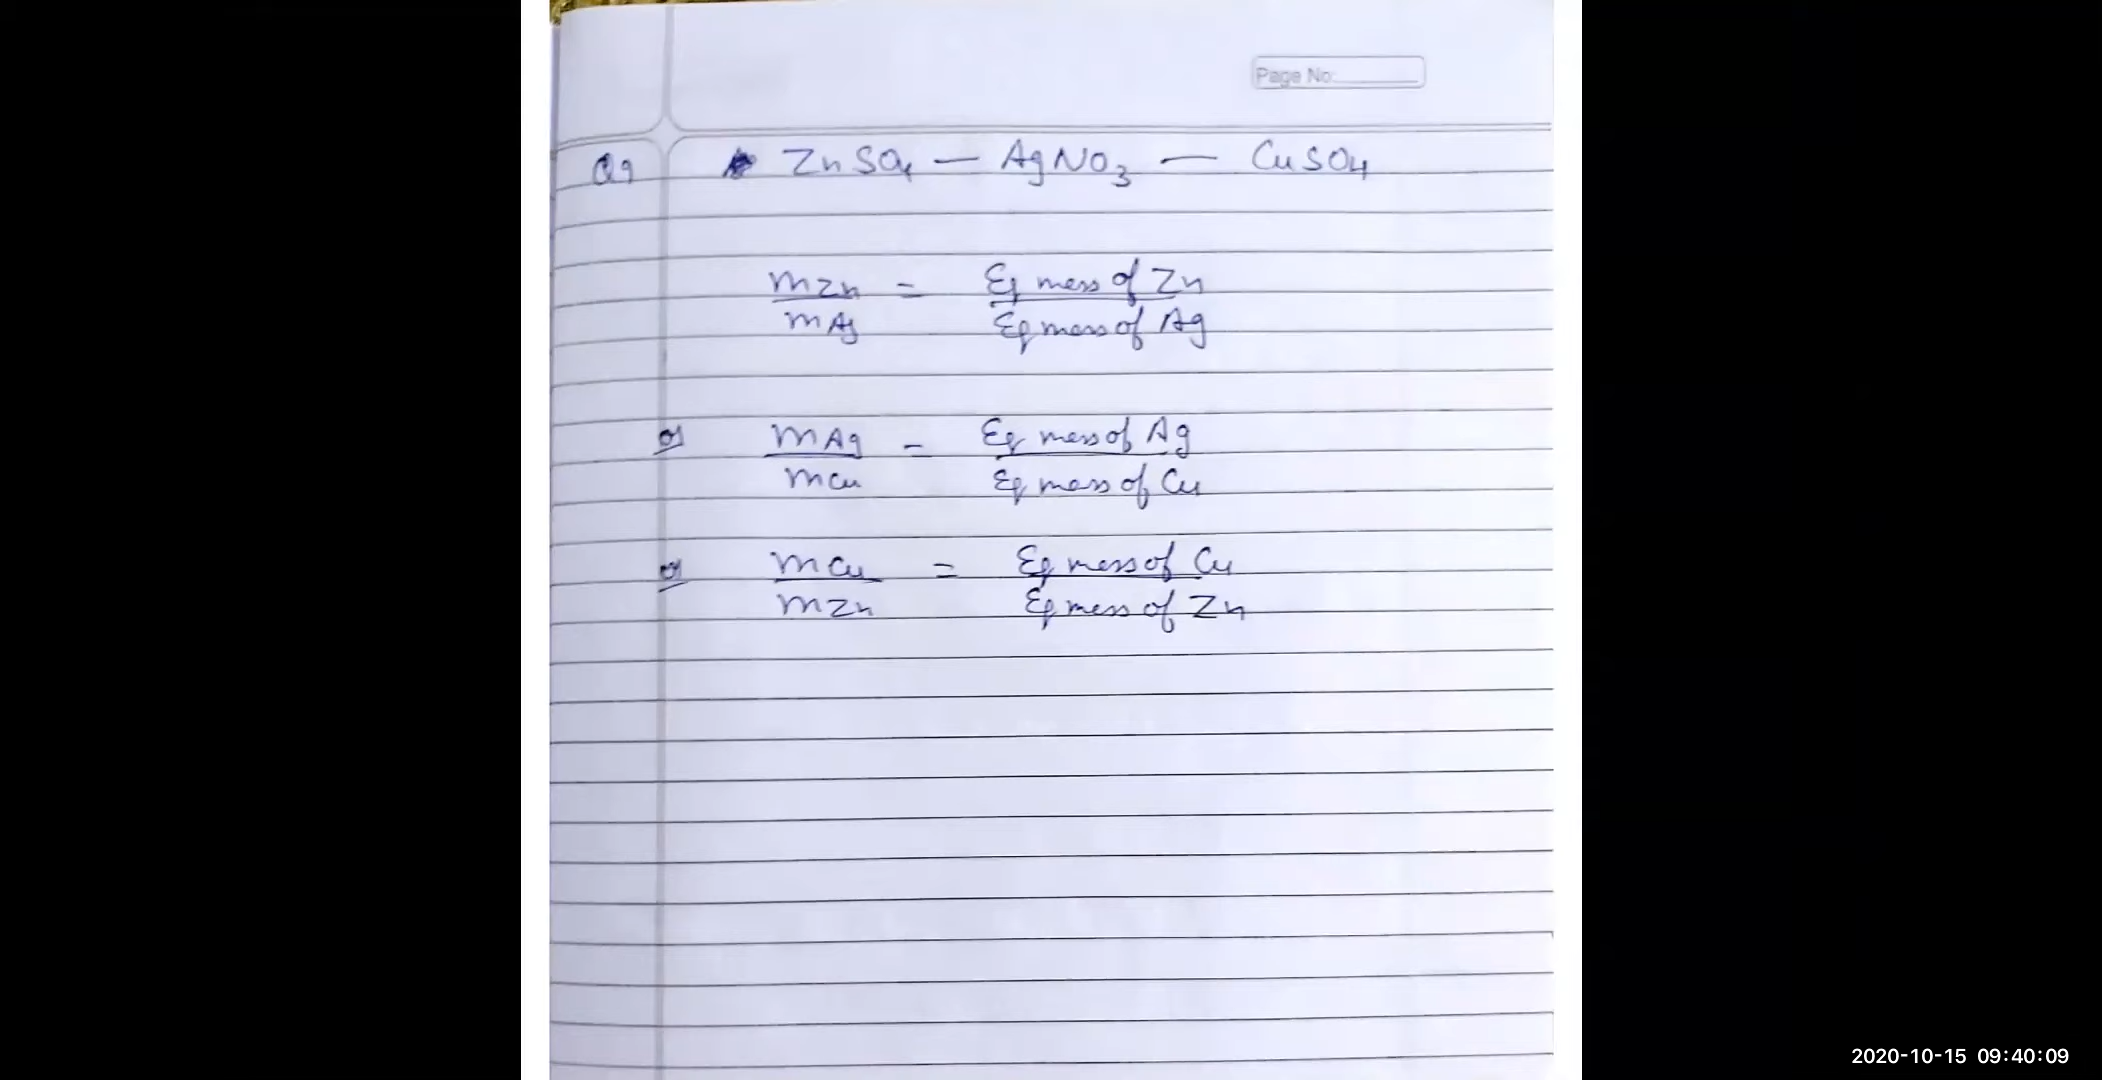 Page No:
Q9 ZnSO4 — AgNO3 — CuSO4
mZn = Eq mass of Zn
mAg Eq mass of Ag
or mAg = Eq mass of Ag
mCu Eq mass of Cu
or mCu = Eq mass of Cu
mZn Eq mass of Zn
2020-10-15 09:40:09